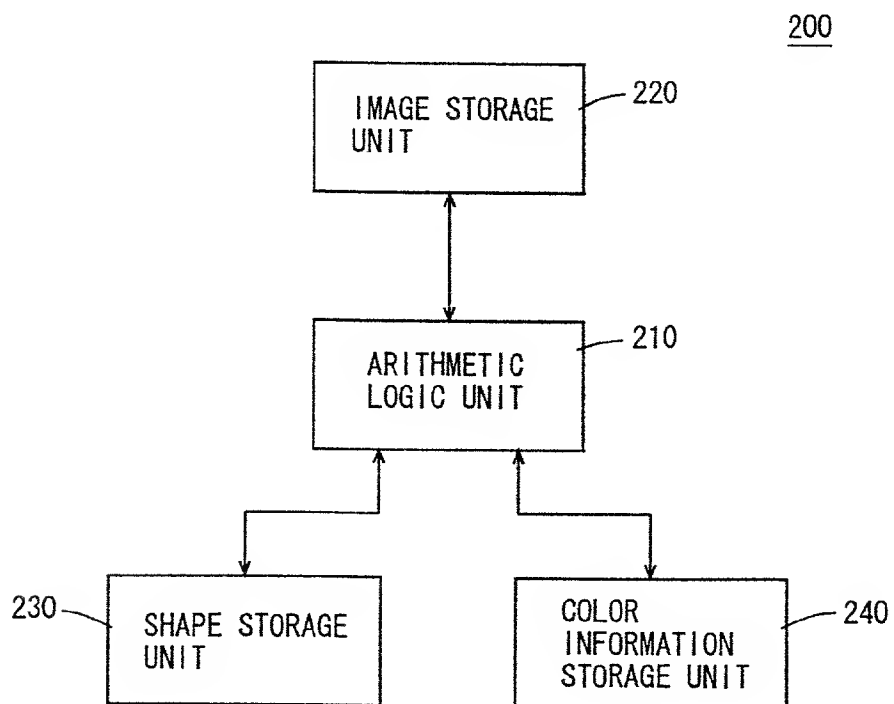 200
IMAGE STORAGE
UNIT
220
ARITHMETIC
LOGIC UNIT
210
230
SHAPE STORAGE
UNIT
COLOR
INFORMATION
STORAGE UNIT
240